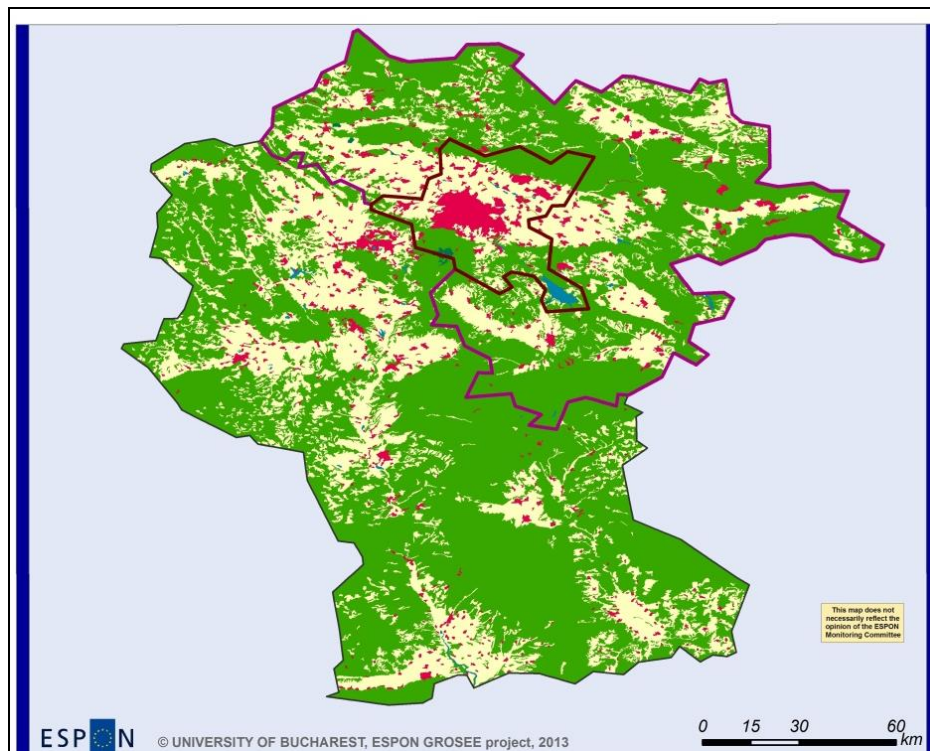 This map does not
necessarily reflect the
opinion of the ESPON
Monitoring Committee
ESPON © UNIVERSITY OF BUCHAREST, ESPON GROSEE project, 2013
0 15 30 60
km